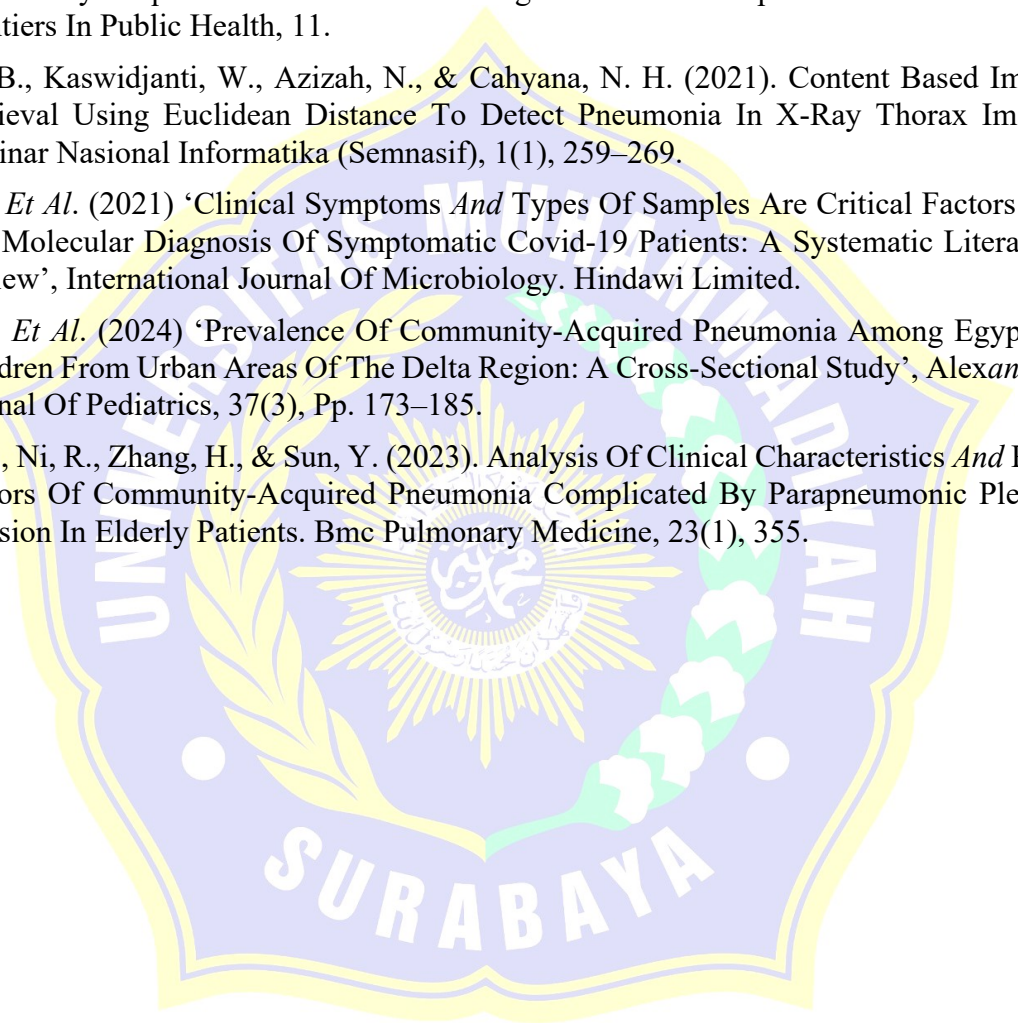 tiers In Public Health, 11.
B., Kaswidjanti, W., Azizah, N., & Cahyana, N. H. (2021). Content Based Im
ieval Using Euclidean Distance To Detect Pneumonia In X-Ray Thorax Im
inar Nasional Informatika (Semnasif), 1(1), 259–269.
Et Al. (2021) ‘Clinical Symptoms And Types Of Samples Are Critical Factors
Molecular Diagnosis Of Symptomatic Covid-19 Patients: A Systematic Litera
ew’, International Journal Of Microbiology. Hindawi Limited.
Et Al. (2024) ‘Prevalence Of Community-Acquired Pneumonia Among Egyp
dren From Urban Areas Of The Delta Region: A Cross-Sectional Study’, Alexan
nal Of Pediatrics, 37(3), Pp. 173–185.
, Ni, R., Zhang, H., & Sun, Y. (2023). Analysis Of Clinical Characteristics And
ors Of Community-Acquired Pneumonia Complicated By Parapneumonic Ple
sion In Elderly Patients. Bmc Pulmonary Medicine, 23(1), 355.
UNIVERSITAS MUHAMMADIYAH
SURABAYA